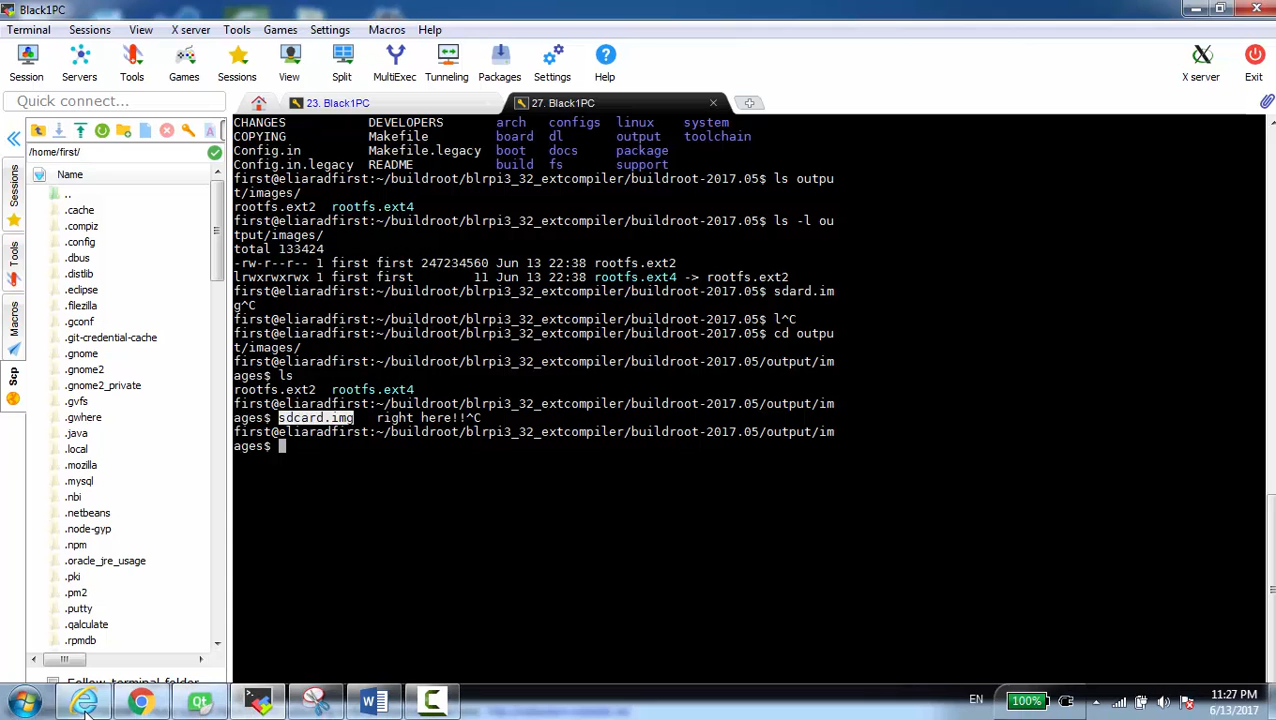 Black1PC
Terminal Sessions View X server Tools Games Settings Macros Help
Session Servers Tools Games Sessions View Split MultiExec Tunneling Packages Settings Help X server Exit
Quick connect...
23. Black1PC
27. Black1PC
/home/first/
Name
..
.cache
.compiz
.config
.dbus
.distlib
.eclipse
.filezilla
.gconf
.git-credential-cache
.gnome
.gnome2
.gnome2_private
.gvfs
.gwhere
.java
.local
.mozilla
.mysql
.nbi
.netbeans
.node-gyp
.npm
.oracle_jre_usage
.pki
.pm2
.putty
.qalculate
.rpmdb
Follow terminal folder
Sessions
Tools
Macros
Scp
CHANGES DEVELOPERS arch configs linux system
COPYING Makefile board dl output toolchain
Config.in Makefile.legacy boot docs package
Config.in.legacy README build fs support
first@eliaradfirst:~/buildroot/blrpi3_32_extcompiler/buildroot-2017.05$ ls outpu
t/images/
rootfs.ext2 rootfs.ext4
first@eliaradfirst:~/buildroot/blrpi3_32_extcompiler/buildroot-2017.05$ ls -l ou
tput/images/
total 133424
-rw-r--r-- 1 first first 247234560 Jun 13 22:38 rootfs.ext2
lrwxrwxrwx 1 first first 11 Jun 13 22:38 rootfs.ext4 -> rootfs.ext2
first@eliaradfirst:~/buildroot/blrpi3_32_extcompiler/buildroot-2017.05$ sdard.im
g^C
first@eliaradfirst:~/buildroot/blrpi3_32_extcompiler/buildroot-2017.05$ l^C
first@eliaradfirst:~/buildroot/blrpi3_32_extcompiler/buildroot-2017.05$ cd outpu
t/images/
first@eliaradfirst:~/buildroot/blrpi3_32_extcompiler/buildroot-2017.05/output/im
ages$ ls
rootfs.ext2 rootfs.ext4
first@eliaradfirst:~/buildroot/blrpi3_32_extcompiler/buildroot-2017.05/output/im
ages$ sdcard.img right here!!^C
first@eliaradfirst:~/buildroot/blrpi3_32_extcompiler/buildroot-2017.05/output/im
ages$
EN
100%
11:27 PM
6/13/2017